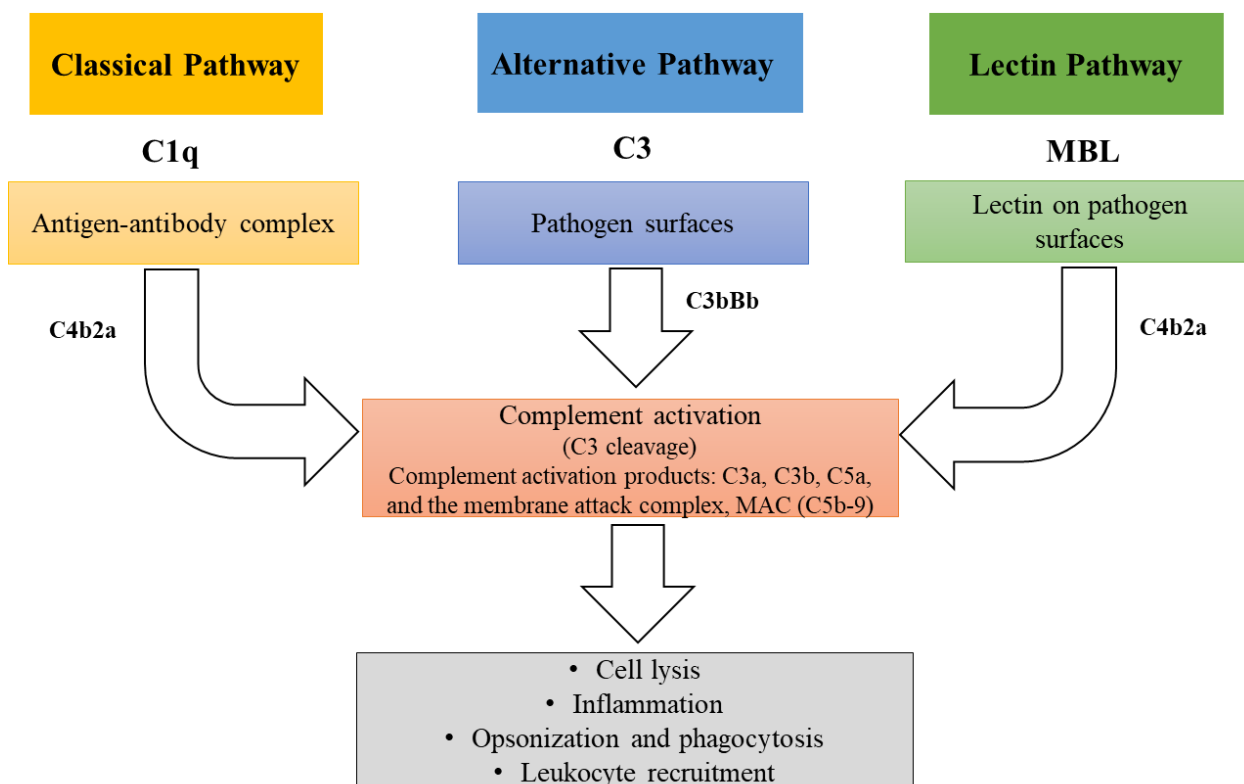 Classical Pathway
Alternative Pathway
Lectin Pathway
C1q
C3
MBL
Antigen-antibody complex
Pathogen surfaces
Lectin on pathogen
surfaces
C4b2a
C3bBb
C4b2a
Complement activation
(C3 cleavage)
Complement activation products: C3a, C3b, C5a,
and the membrane attack complex, MAC (C5b-9)
• Cell lysis
• Inflammation
• Opsonization and phagocytosis
• Leukocyte recruitment